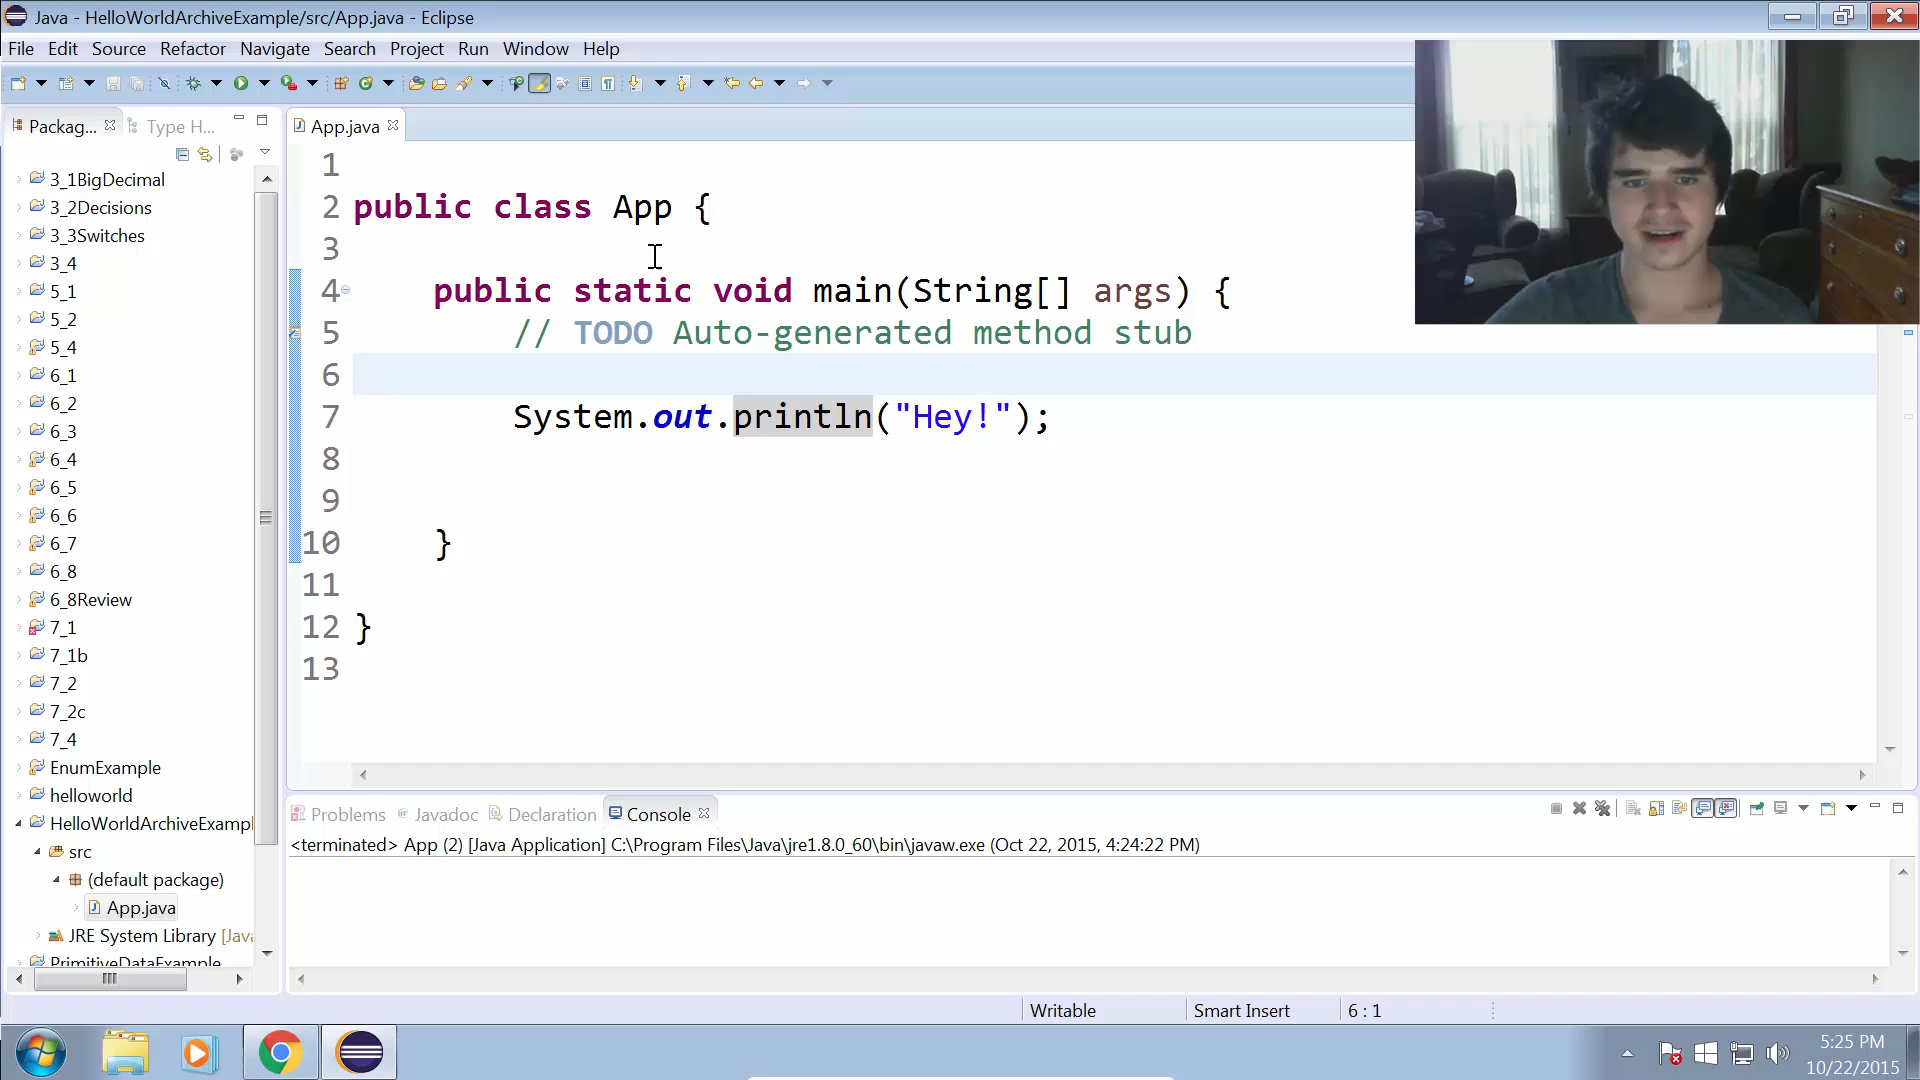 Java - HelloWorldArchiveExample/src/App.java - Eclipse
File Edit Source Refactor Navigate Search Project Run Window Help
Packag... Type H...
3_1BigDecimal
3_2Decisions
3_3Switches
3_4
5_1
5_2
5_4
6_1
6_2
6_3
6_4
6_5
6_6
6_7
6_8
6_8Review
7_1
7_1b
7_2
7_2c
7_4
EnumExample
helloworld
HelloWorldArchiveExampl
src
(default package)
App.java
JRE System Library [Java
PrimitiveDataExample
App.java
1
2 public class App {
3
4 public static void main(String[] args) {
5 // TODO Auto-generated method stub
6
7 System.out.println("Hey!");
8
9
10 }
11
12 }
13
Problems @ Javadoc Declaration Console
<terminated> App (2) [Java Application] C:\Program Files\Java\jre1.8.0_60\bin\javaw.exe (Oct 22, 2015, 4:24:22 PM)
Writable Smart Insert 6 : 1
5:25 PM
10/22/2015